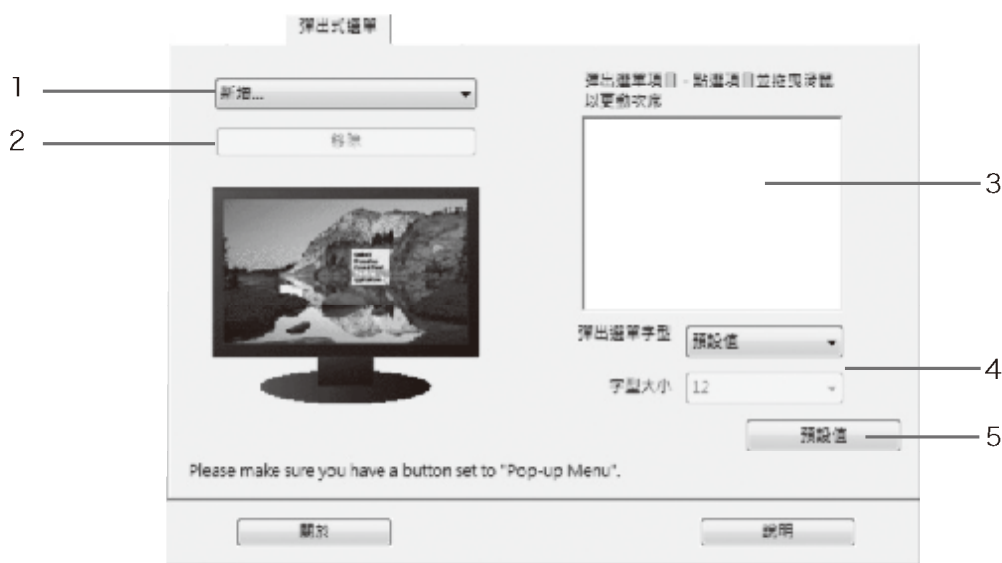 彈出式選單
1
新增...
2
移除
彈出選單項目 - 點選項目並拖曳滑鼠
以更動次序
3
彈出選單字型
預設值
4
字型大小
12
預設值
5
Please make sure you have a button set to "Pop-up Menu".
關於
說明